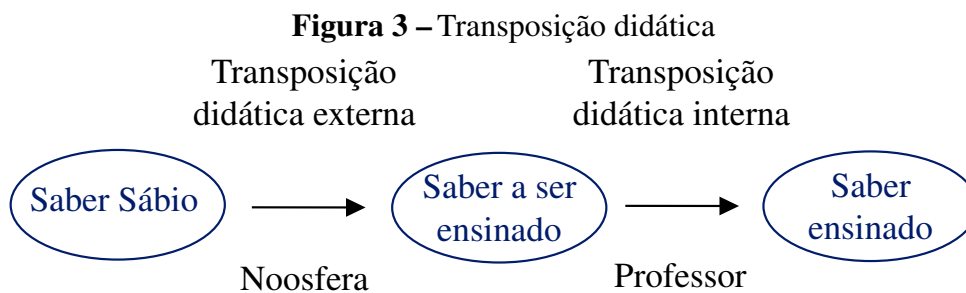 Figura 3 – Transposição didática
Transposição
didática externa
Transposição
didática interna
Saber Sábio
Saber a ser
ensinado
Saber
ensinado
Noosfera
Professor